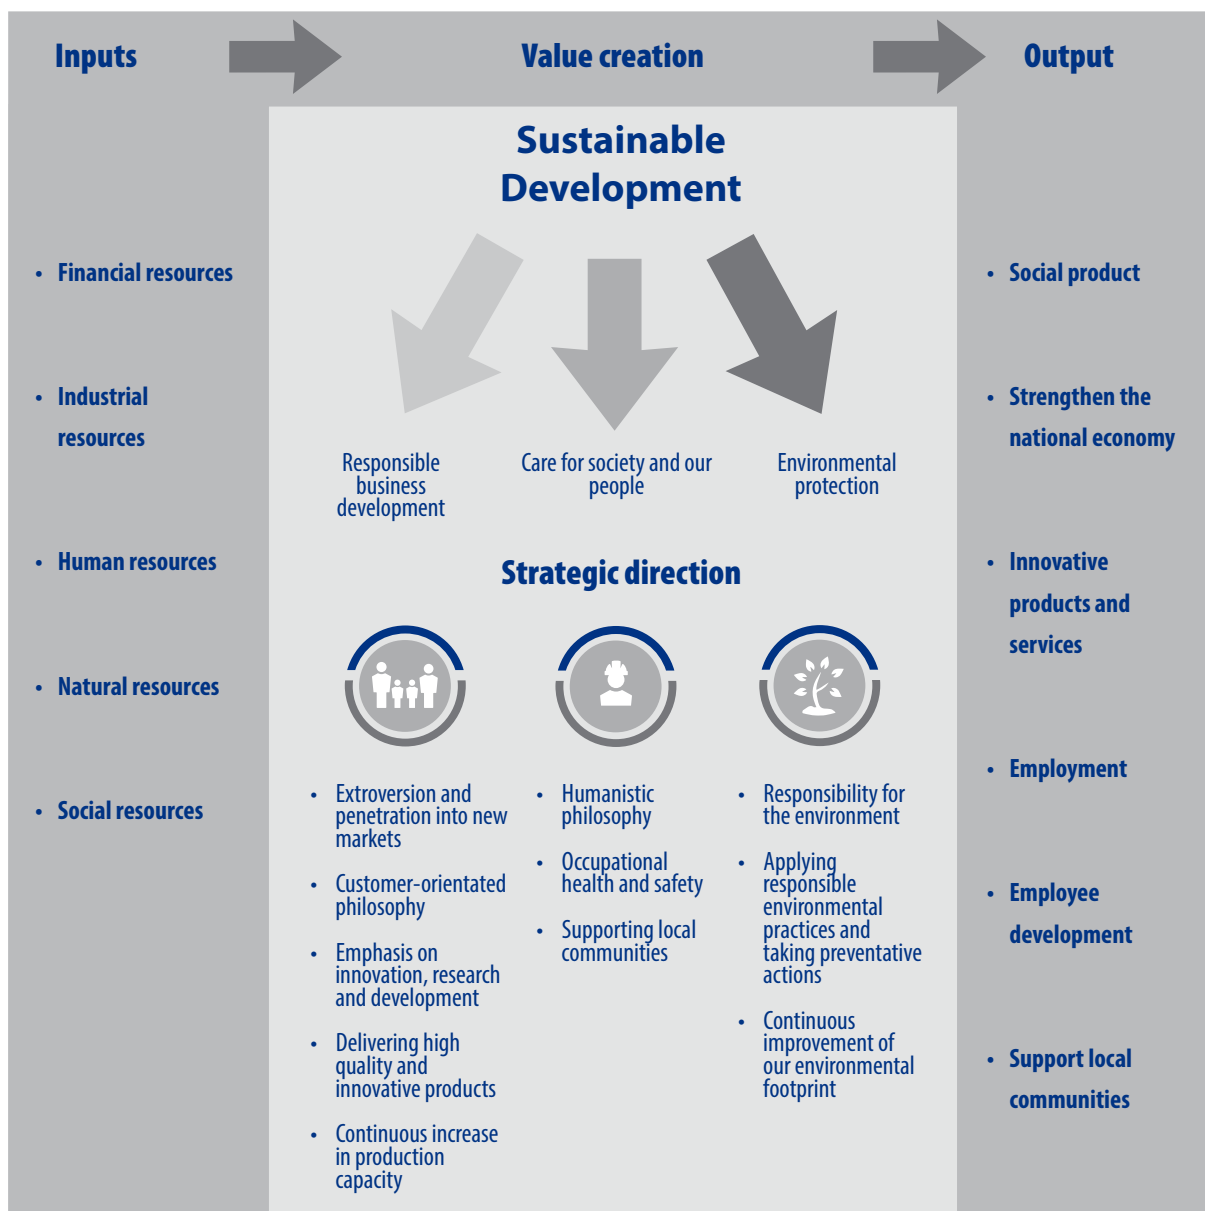 Inputs
Value creation
Output
Financial resources
Industrial
resources
Human resources
Natural resources
Social resources
Sustainable
Development
Responsible
business
development
Care for society and our
people
Environmental
protection
Strategic direction
Extroversion and
penetration into new
markets
Customer-orientated
philosophy
Emphasis on
innovation, research
and development
Delivering high
quality and
innovative products
Continuous increase
in production
capacity
Humanistic
philosophy
Occupational
health and safety
Supporting local
communities
Responsibility for
the environment
Applying
responsible
environmental
practices and
taking preventative
actions
Continuous
improvement of
our environmental
footprint
Social product
Strengthen the
national economy
Innovative
products and
services
Employment
Employee
development
Support local
communities